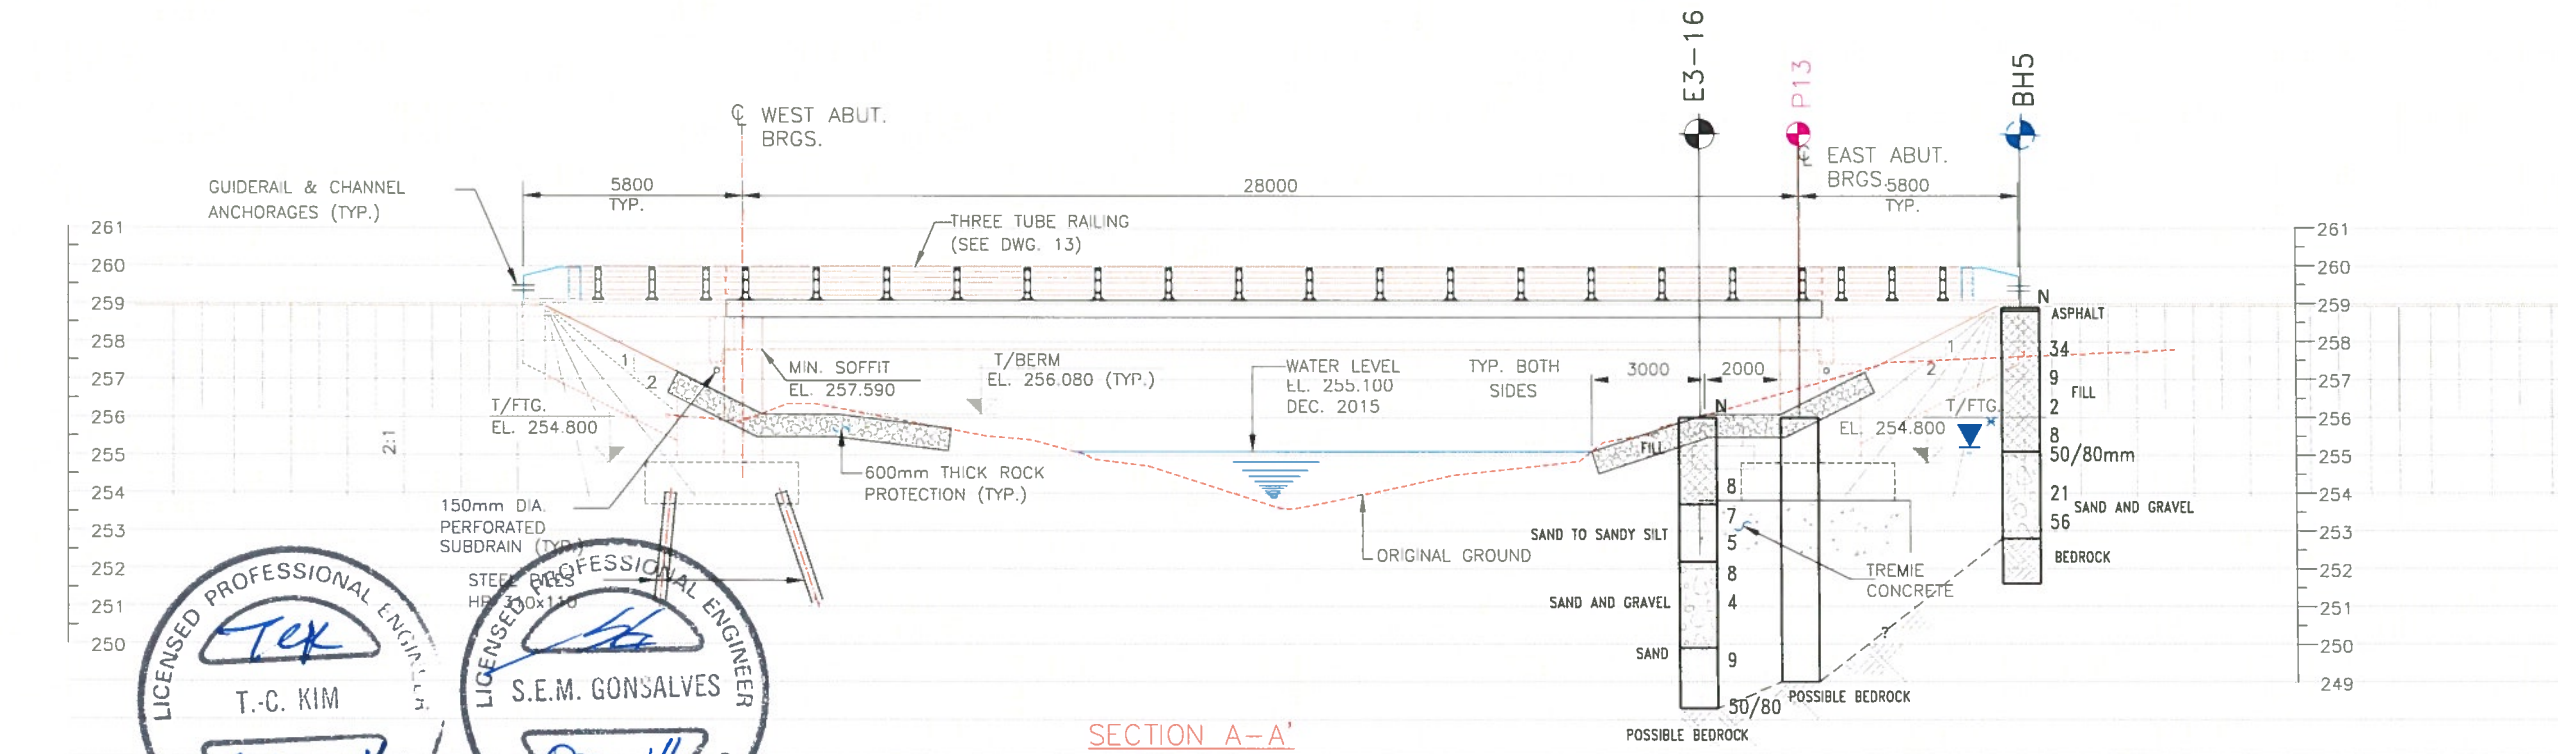 E3-16
P13
BH5
℄ WEST ABUT.
BRGS.
℄ EAST ABUT.
BRGS.
GUIDERAIL & CHANNEL
ANCHORAGES (TYP.)
5800
TYP.
28000
5800
TYP.
THREE TUBE RAILING
(SEE DWG. 13)
261
260
259
258
257
256
255
254
253
252
251
250
261
260
259
258
257
256
255
254
253
252
251
250
249
1
2
2:1
T/FTG.
EL. 254.800
MIN. SOFFIT
EL. 257.590
T/BERM
EL. 256.080 (TYP.)
WATER LEVEL
EL. 255.100
DEC. 2015
TYP. BOTH
SIDES
3000
2000
1
2
T/FTG.
EL. 254.800
600mm THICK ROCK
PROTECTION (TYP.)
150mm DIA.
PERFORATED
SUBDRAIN (TYP.)
STEEL PILES
HP 310x110
ORIGINAL GROUND
TREMIE
CONCRETE
N
FILL
8
7
SAND TO SANDY SILT
5
8
SAND AND GRAVEL
4
SAND
9
50/80
POSSIBLE BEDROCK
POSSIBLE BEDROCK
?
N
ASPHALT
34
9
FILL
2
8
50/80mm
21
SAND AND GRAVEL
56
BEDROCK
LICENSED PROFESSIONAL ENGINEER
T.-C. KIM
LICENSED PROFESSIONAL ENGINEER
S.E.M. GONSALVES
SECTION A-A'